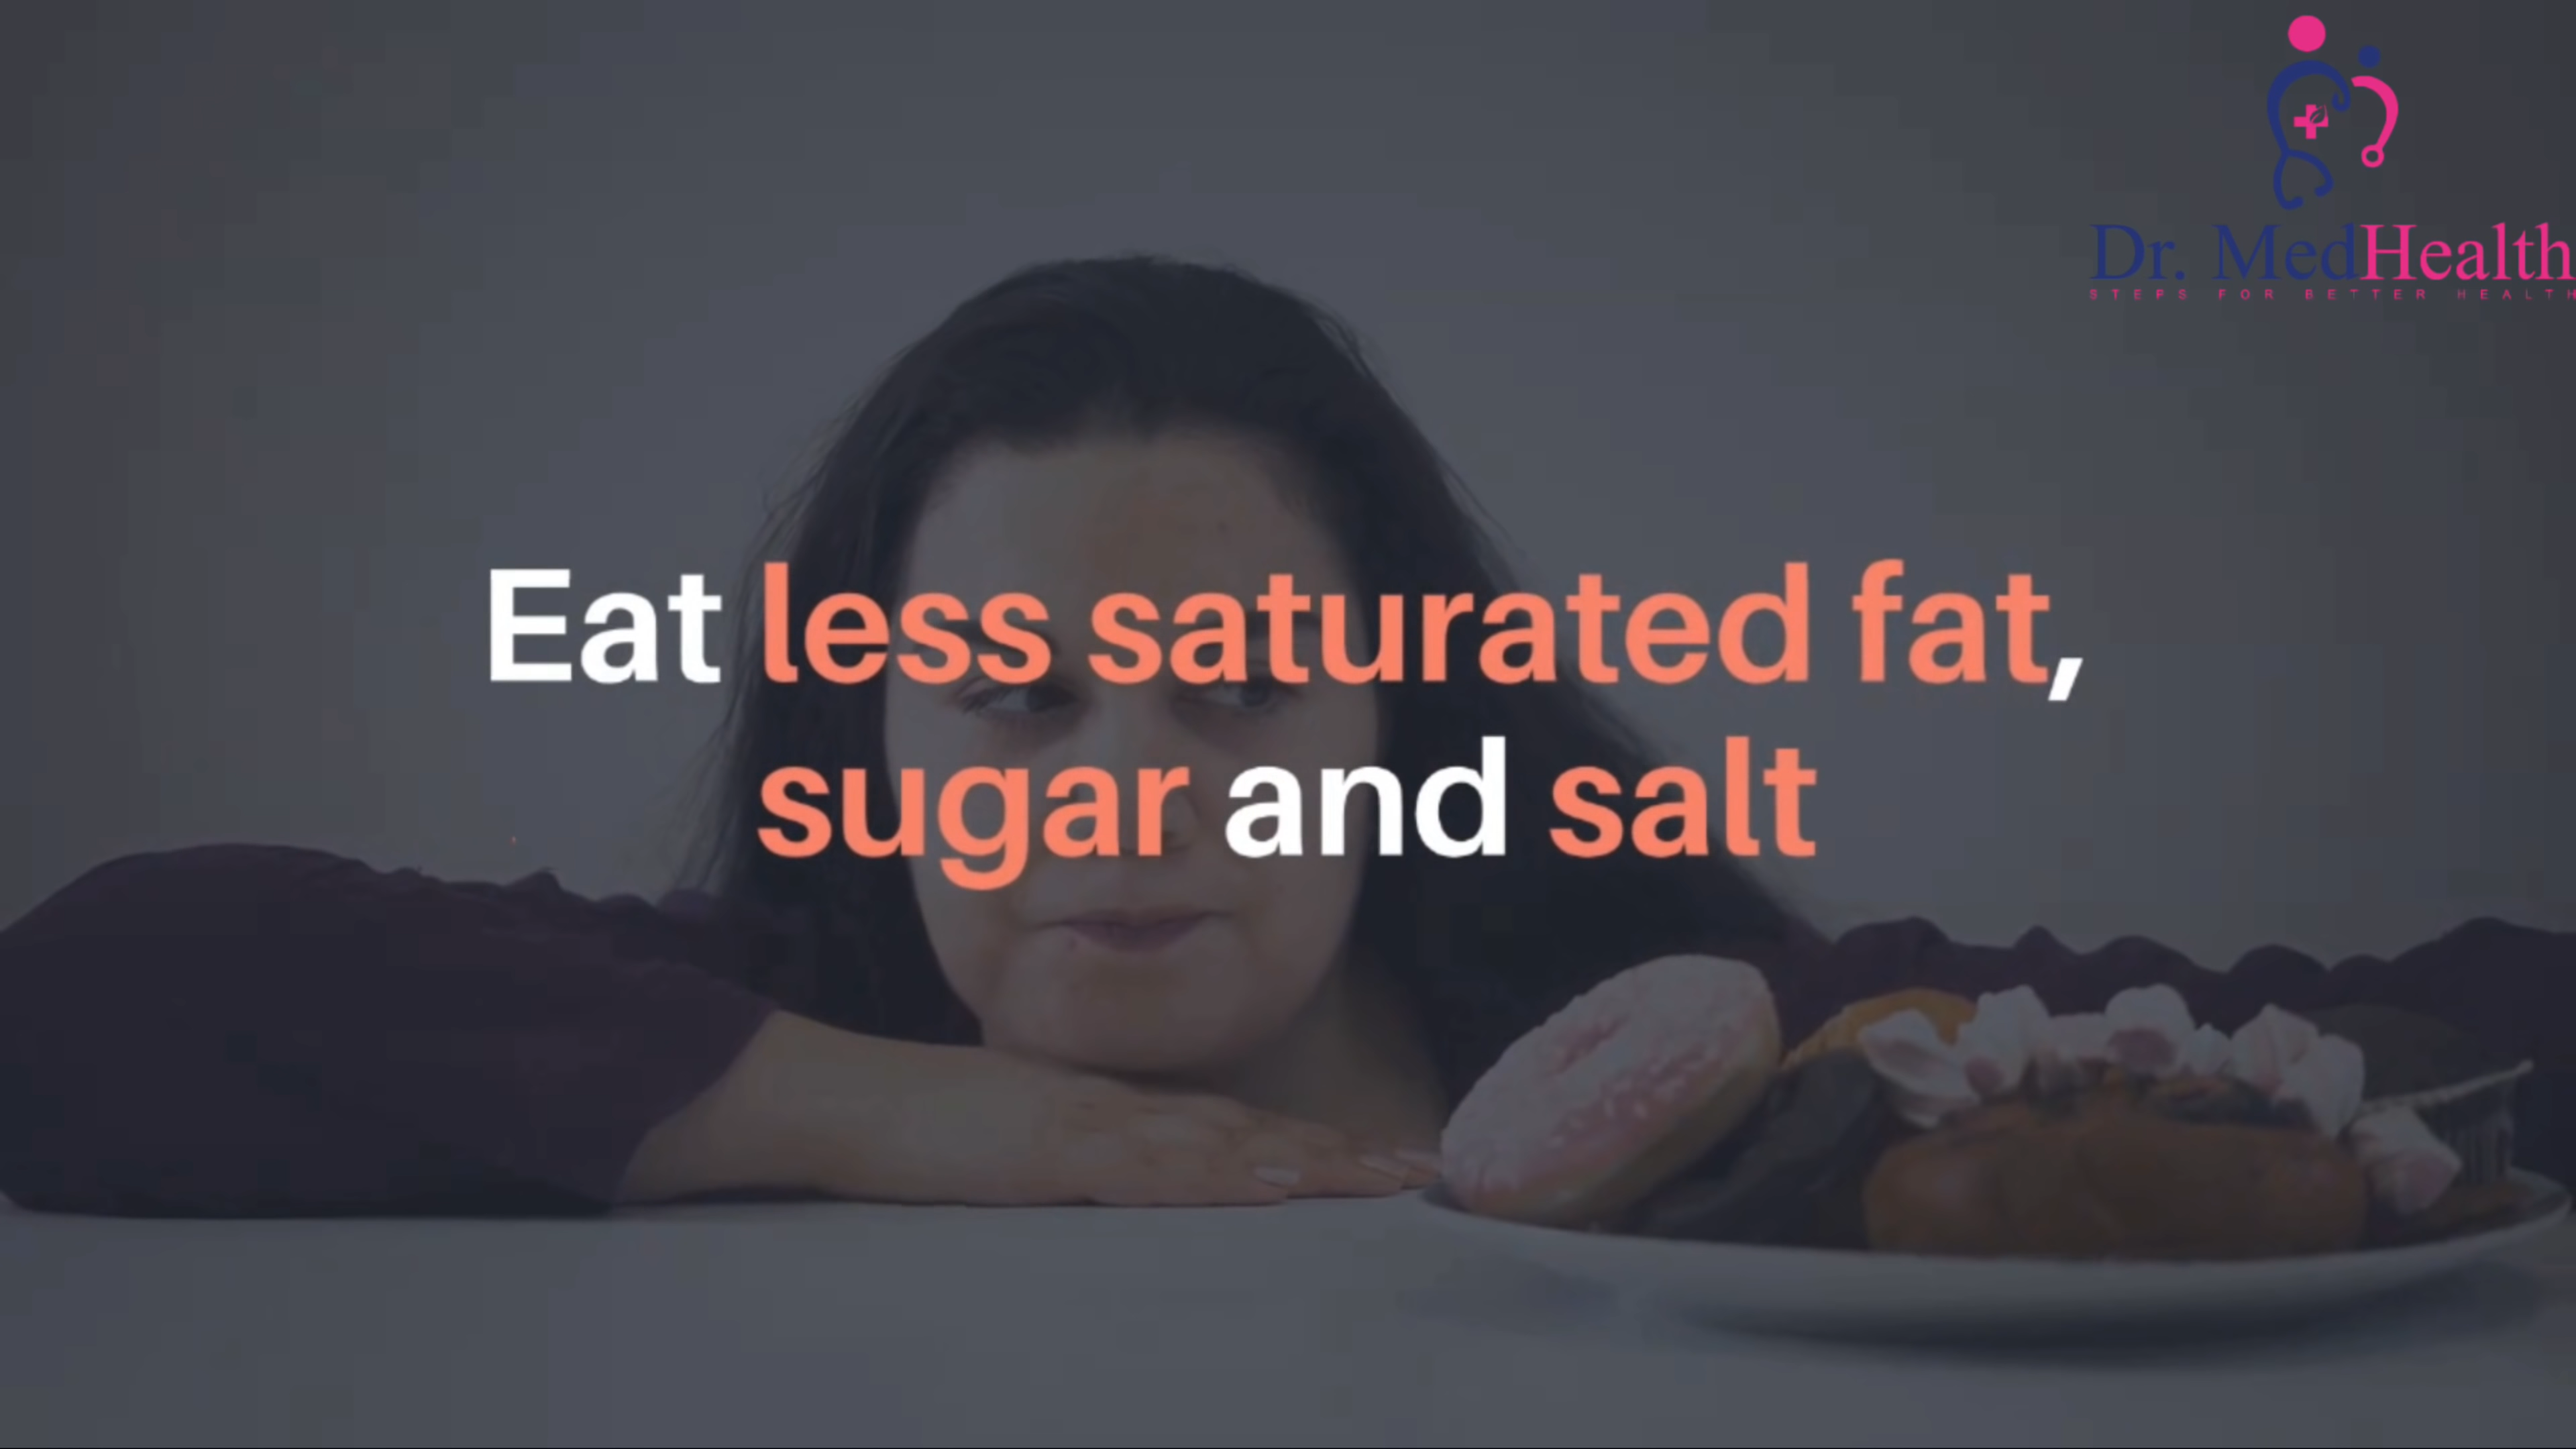 Dr. MedHealth
STEPS FOR BETTER HEALTH
Eat less saturated fat,
sugar and salt